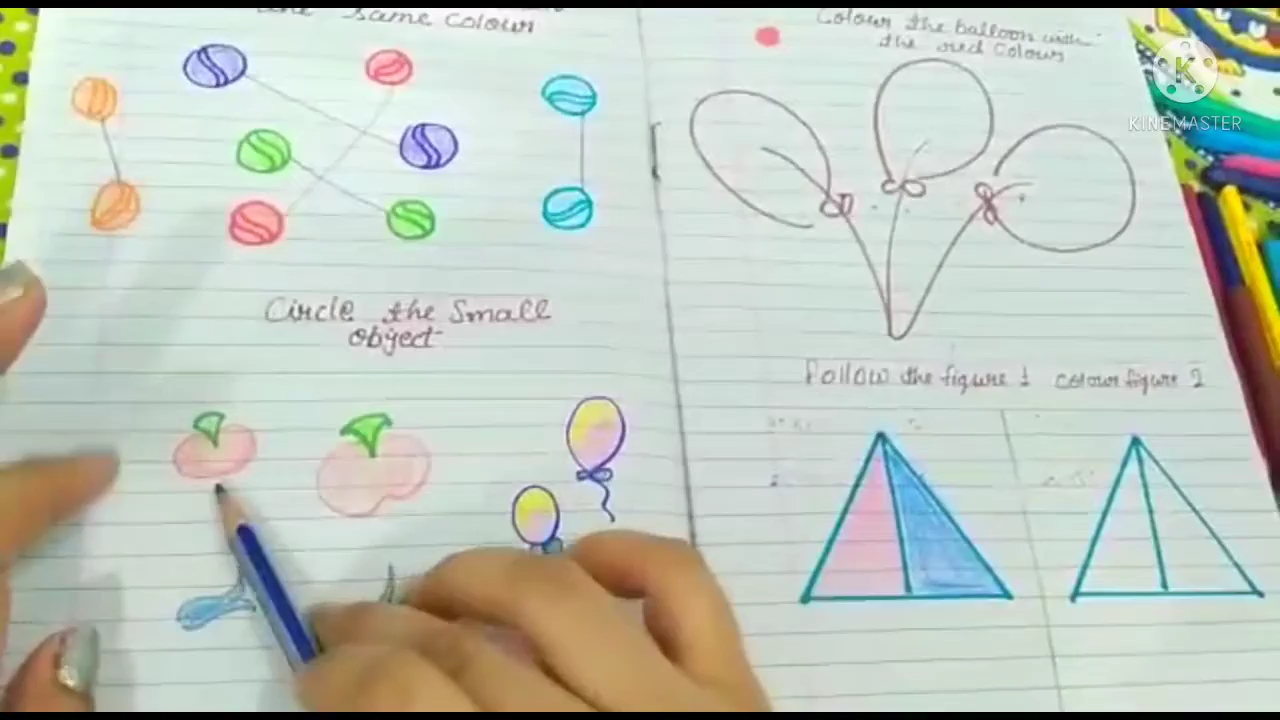 the same colour
Circle the small
object
Colour the balloon with
the red colour
Follow the figure 1 colour figure 2
K
KINEMASTER